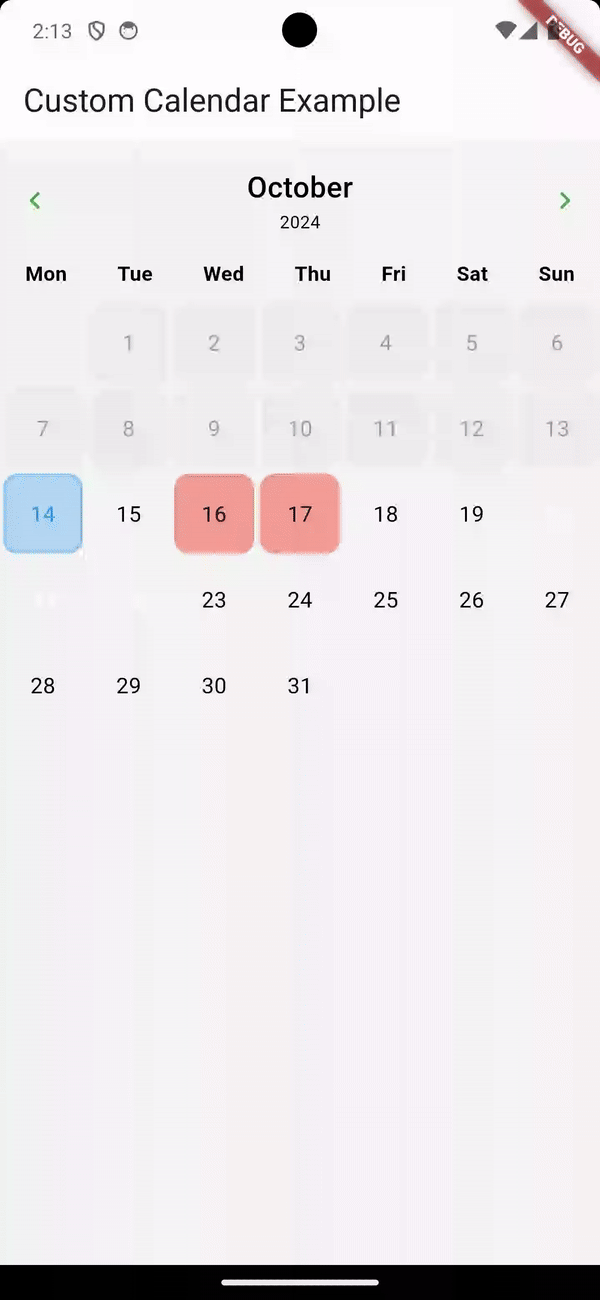 2:13
DEBUG
Custom Calendar Example
October
2024
Mon Tue Wed Thu Fri Sat Sun
1 2 3 4 5 6
7 8 9 10 11 12 13
14 15 16 17 18 19
23 24 25 26 27
28 29 30 31